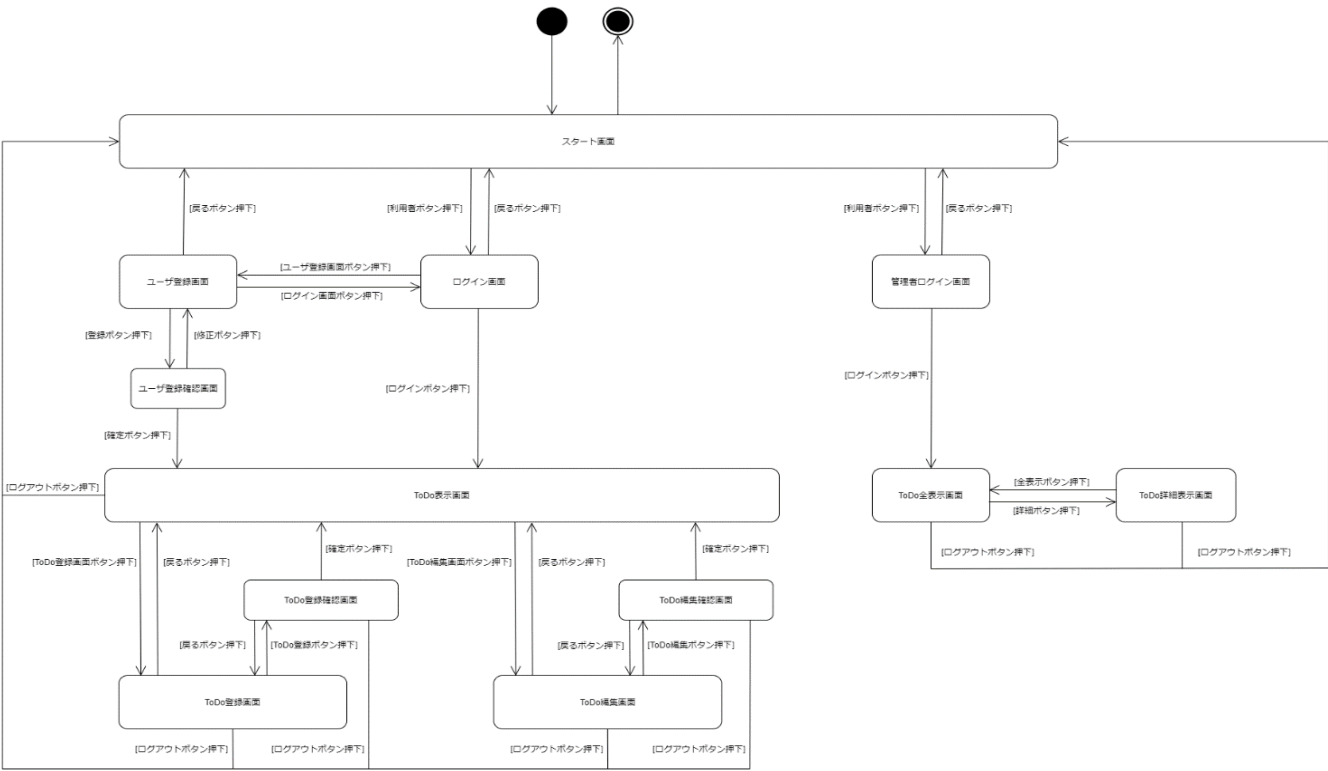 スタート画面
[戻るボタン押下]
[利用者ボタン押下]
[戻るボタン押下]
[利用者ボタン押下]
[戻るボタン押下]
ユーザ登録画面
[ユーザ登録画面ボタン押下]
[ログイン画面ボタン押下]
ログイン画面
管理者ログイン画面
[登録ボタン押下]
[修正ボタン押下]
ユーザ登録確認画面
[ログインボタン押下]
[ログインボタン押下]
[確定ボタン押下]
[ログアウトボタン押下]
ToDo表示画面
ToDo全表示画面
[全表示ボタン押下]
[詳細ボタン押下]
ToDo詳細表示画面
[ログアウトボタン押下]
[ログアウトボタン押下]
[ToDo登録画面ボタン押下]
[戻るボタン押下]
[確定ボタン押下]
[ToDo編集画面ボタン押下]
[戻るボタン押下]
[確定ボタン押下]
ToDo登録確認画面
ToDo編集確認画面
[戻るボタン押下]
[ToDo登録ボタン押下]
[戻るボタン押下]
[ToDo編集ボタン押下]
ToDo登録画面
ToDo編集画面
[ログアウトボタン押下]
[ログアウトボタン押下]
[ログアウトボタン押下]
[ログアウトボタン押下]